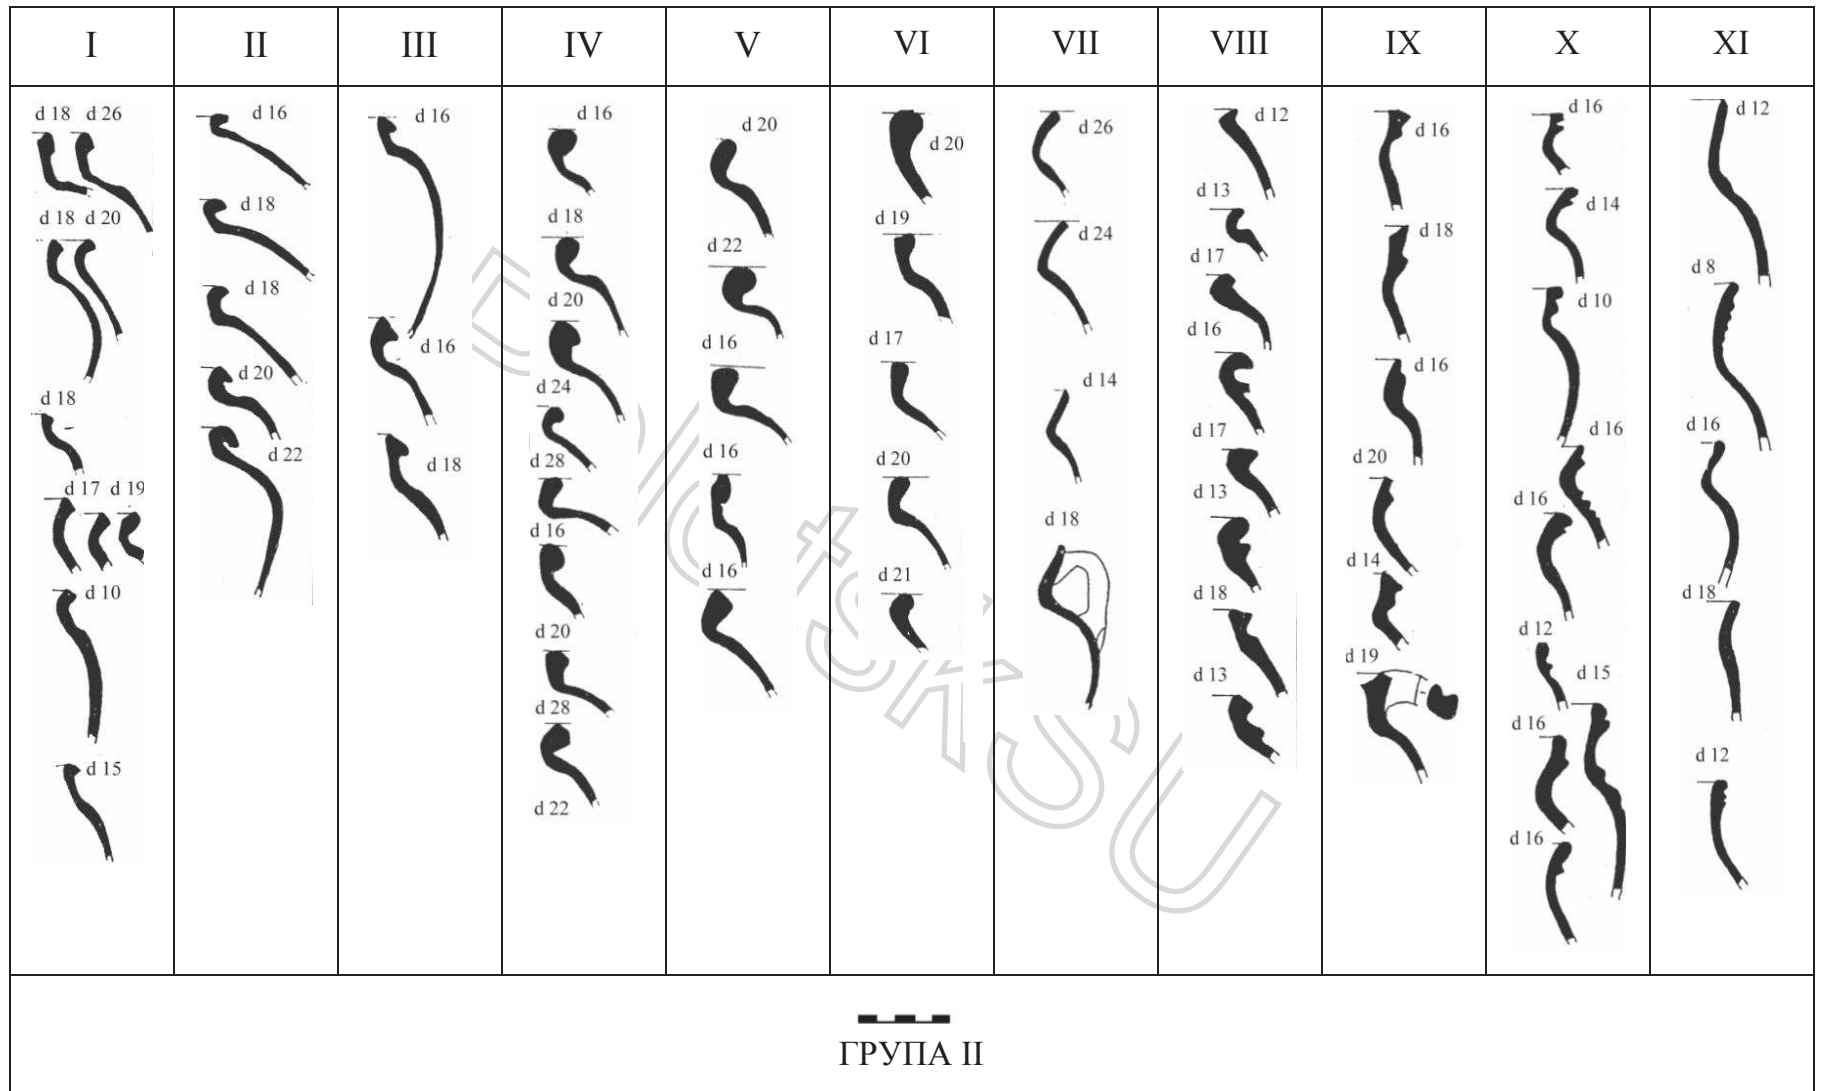 I II III IV V VI VII VIII IX X XI
d 18 d 26
d 18 d 20
d 18
d 17 d 19
d 10
d 15
d 16
d 18
d 18
d 20
d 22
d 16
d 16
d 18
d 16
d 18
d 20
d 24
d 28
d 16
d 20
d 28
d 22
d 20
d 22
d 16
d 16
d 16
d 20
d 19
d 17
d 20
d 21
d 26
d 24
d 14
d 18
d 12
d 13
d 17
d 16
d 17
d 13
d 18
d 13
d 16
d 18
d 16
d 20
d 14
d 19
d 16
d 14
d 10
d 16
d 16
d 12
d 15
d 16
d 16
d 12
d 8
d 16
d 18
d 12
PolotskSU
ГРУПА II